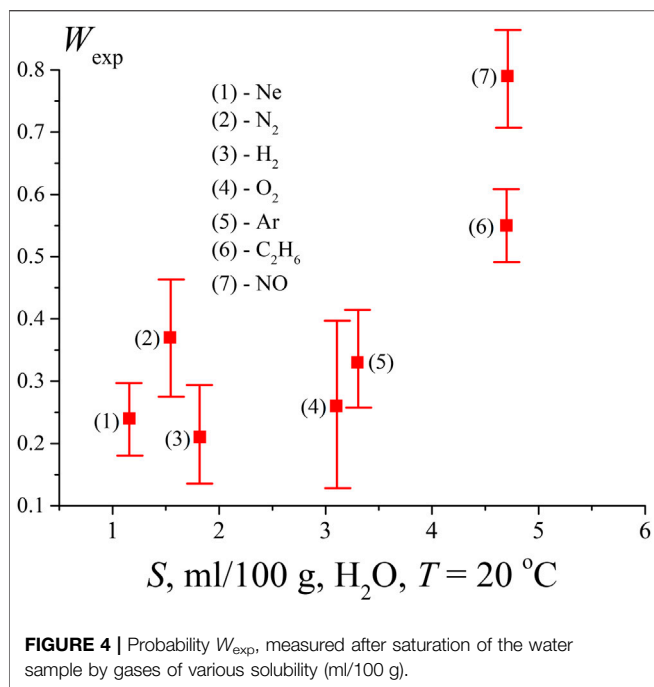 W_exp
0.8
0.7
0.6
0.5
0.4
0.3
0.2
0.1
(1) - Ne
(2) - N₂
(3) - H₂
(4) - O₂
(5) - Ar
(6) - C₂H₆
(7) - NO
(7)
(6)
(2)
(5)
(4)
(1)
(3)
1 2 3 4 5 6
S, ml/100 g, H₂O, T = 20 °C
FIGURE 4 | Probability W_exp, measured after saturation of the water
sample by gases of various solubility (ml/100 g).